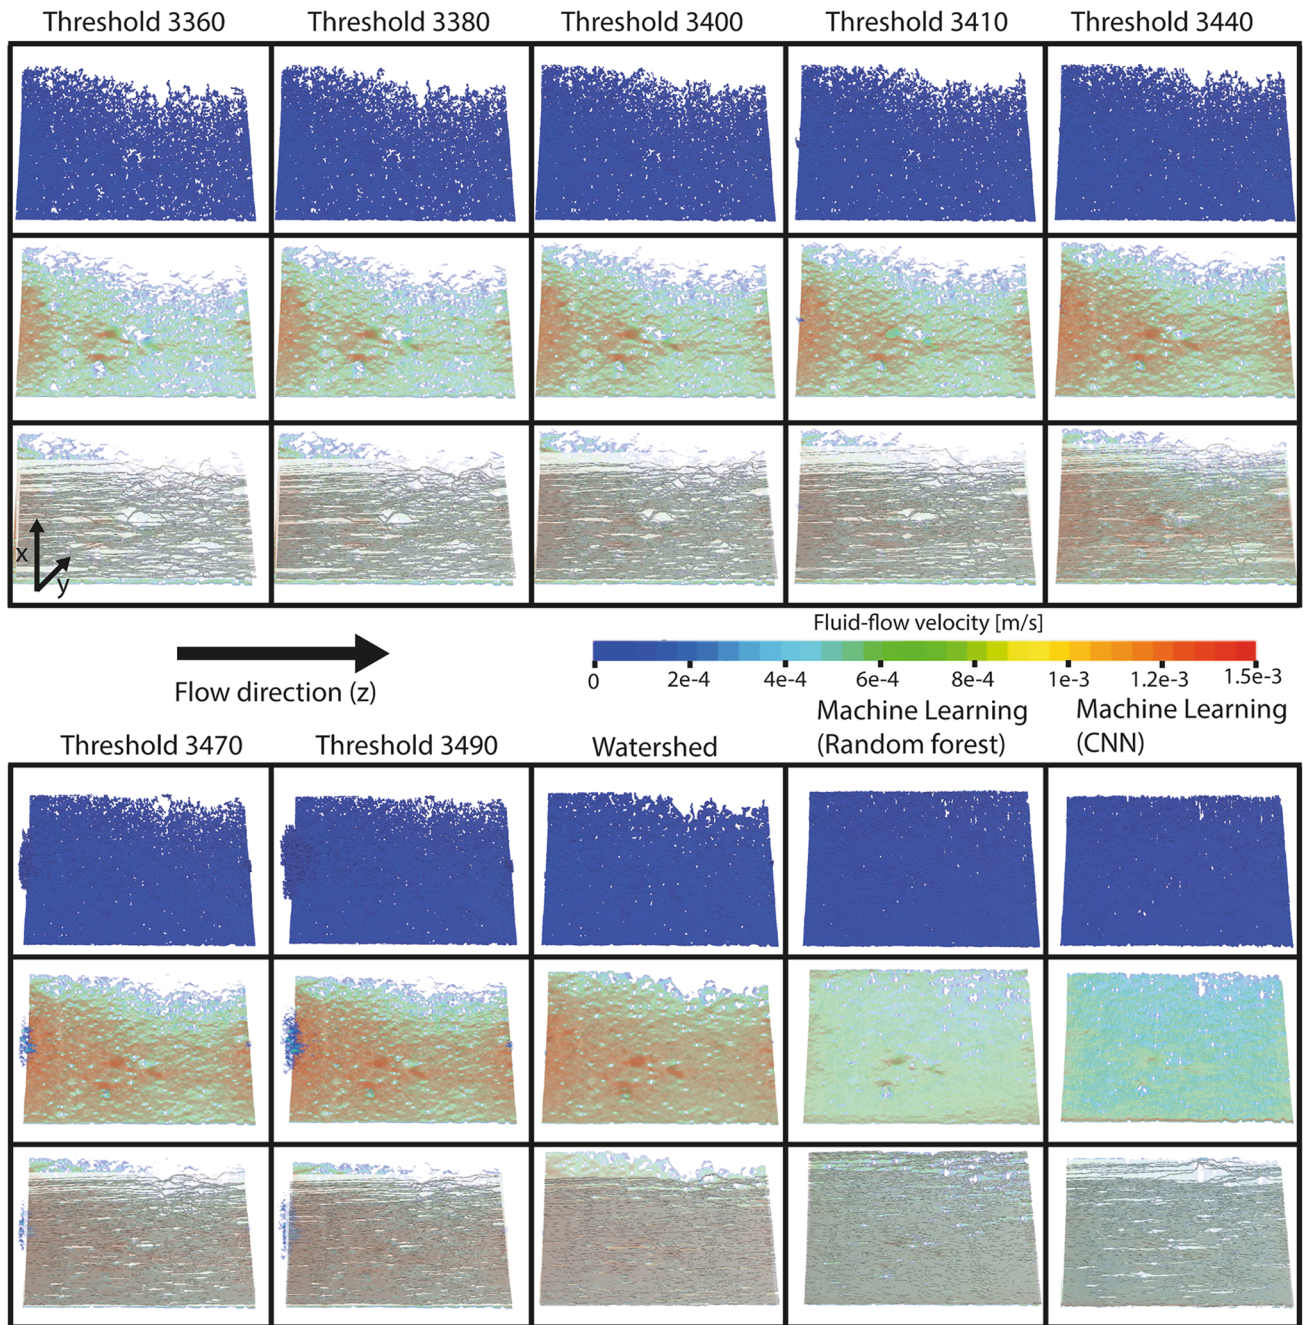 Threshold 3360 Threshold 3380 Threshold 3400 Threshold 3410 Threshold 3440
x
y
Flow direction (z)
Fluid-flow velocity [m/s]
0 2e-4 4e-4 6e-4 8e-4 1e-3 1.2e-3 1.5e-3
Threshold 3470 Threshold 3490 Watershed
Machine Learning
(Random forest)
Machine Learning
(CNN)